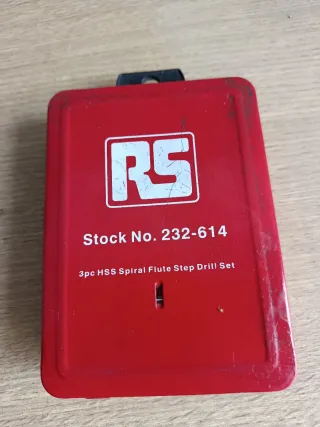 RS
Stock No. 232-614
3pc HSS Spiral Flute Step Drill Set